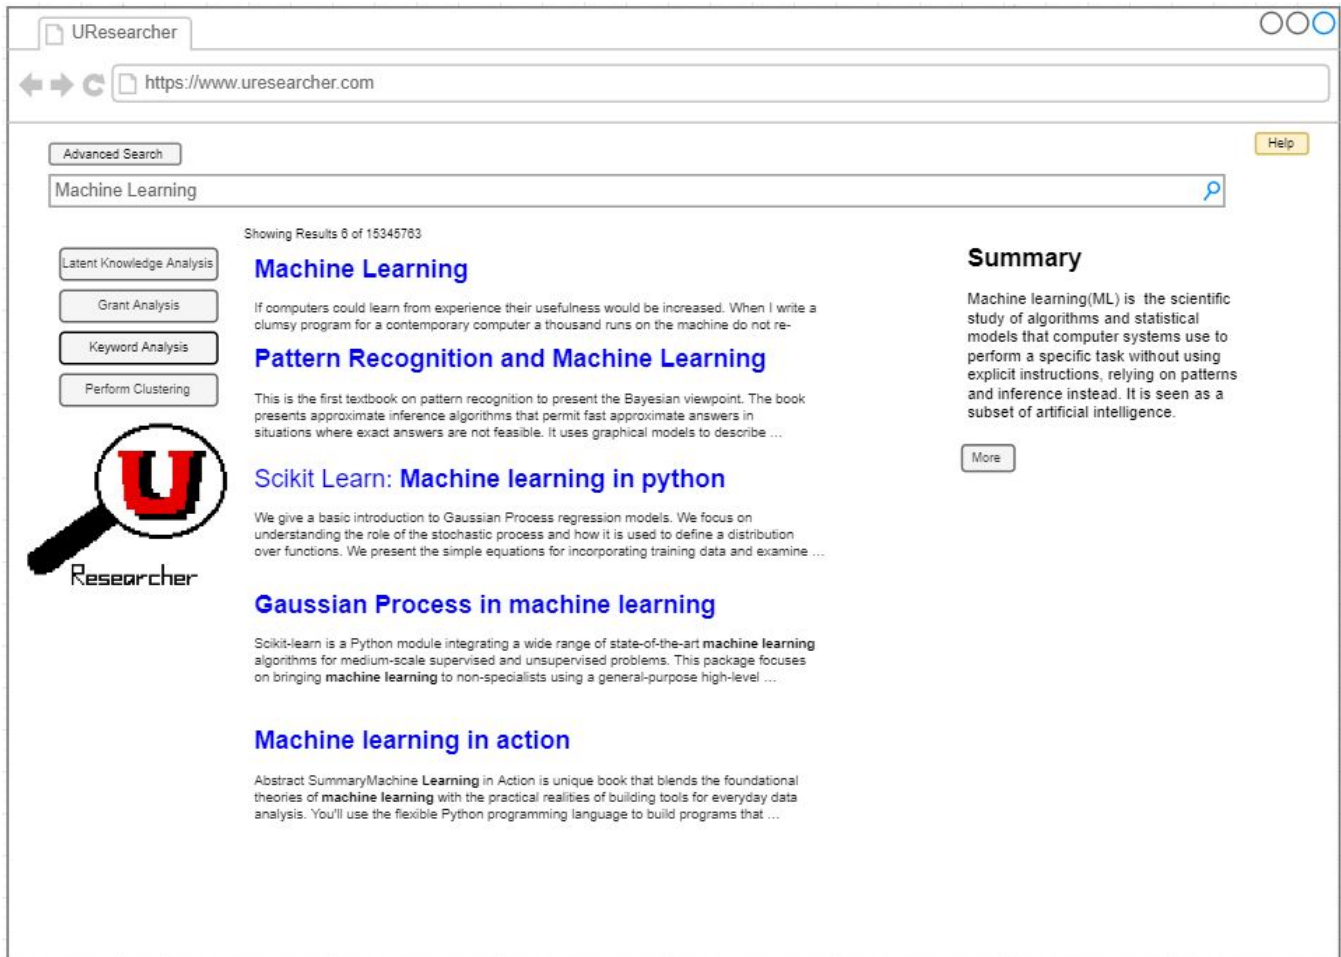 UResearcher
https://www.uresearcher.com
Help
Advanced Search
Machine Learning
Showing Results 6 of 15345763
Latent Knowledge Analysis
Grant Analysis
Keyword Analysis
Perform Clustering
U
Researcher
Machine Learning
If computers could learn from experience their usefulness would be increased. When I write a
clumsy program for a contemporary computer a thousand runs on the machine do not re-
Pattern Recognition and Machine Learning
This is the first textbook on pattern recognition to present the Bayesian viewpoint. The book
presents approximate inference algorithms that permit fast approximate answers in
situations where exact answers are not feasible. It uses graphical models to describe ...
Scikit Learn: Machine learning in python
We give a basic introduction to Gaussian Process regression models. We focus on
understanding the role of the stochastic process and how it is used to define a distribution
over functions. We present the simple equations for incorporating training data and examine ...
Gaussian Process in machine learning
Scikit-learn is a Python module integrating a wide range of state-of-the-art machine learning
algorithms for medium-scale supervised and unsupervised problems. This package focuses
on bringing machine learning to non-specialists using a general-purpose high-level ...
Machine learning in action
Abstract SummaryMachine Learning in Action is unique book that blends the foundational
theories of machine learning with the practical realities of building tools for everyday data
analysis. You'll use the flexible Python programming language to build programs that ...
Summary
Machine learning(ML) is the scientific
study of algorithms and statistical
models that computer systems use to
perform a specific task without using
explicit instructions, relying on patterns
and inference instead. It is seen as a
subset of artificial intelligence.
More